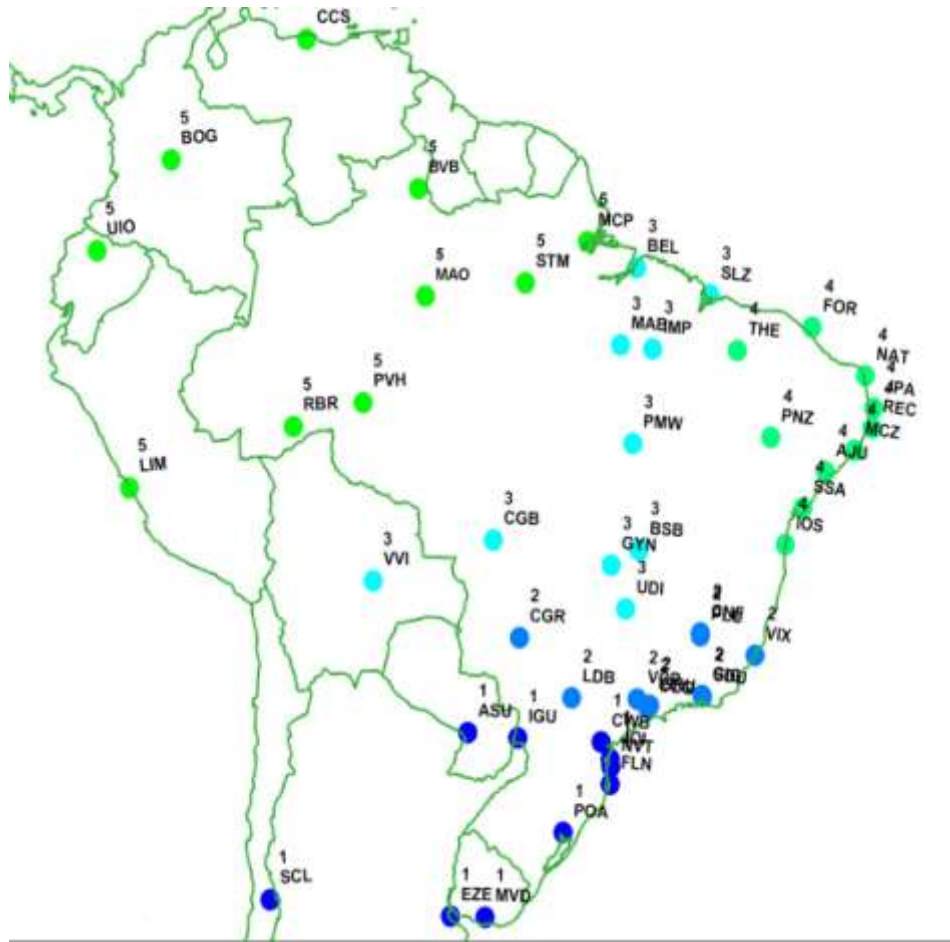 CCS
5
BOG
5
BVB
5
UIO
5
MCP
3
BEL
5
STM
5
MAO
3
SLZ
4
FOR
3
MAB
3
IMP
4
THE
4
NAT
4
4
REC
4
MCZ
5
PVH
5
RBR
4
PNZ
3
PMW
4
AJU
5
LIM
4
SSA
4
IOS
3
CGB
3
BSB
3
GYN
3
VVI
3
UDI
2
CGR
2
VIX
2
LDB
2
2
1
ASU
1
IGU
1
CWB
NVT
FLN
1
POA
1
SCL
1
EZE
1
MVD